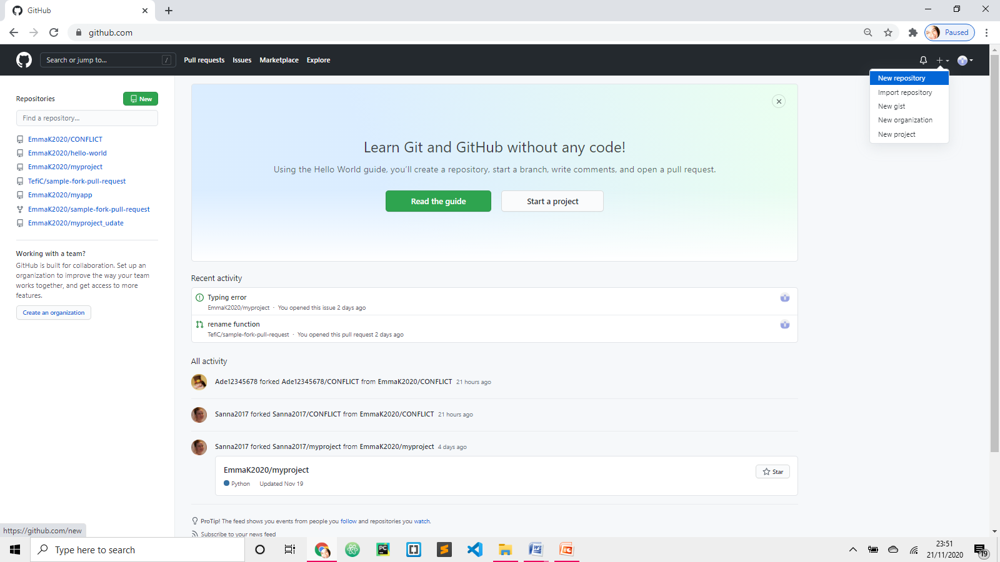 GitHub
github.com
Paused
Search or jump to...
/
Pull requests
Issues
Marketplace
Explore
New repository
Import repository
New gist
New organization
New project
Repositories
New
Find a repository...
EmmaK2020/CONFLICT
EmmaK2020/hello-world
EmmaK2020/myproject
TefiC/sample-fork-pull-request
EmmaK2020/myapp
EmmaK2020/sample-fork-pull-request
EmmaK2020/myproject_udate
Working with a team?
GitHub is built for collaboration. Set up an
organization to improve the way your team
works together, and get access to more
features.
Create an organization
Learn Git and GitHub without any code!
Using the Hello World guide, you’ll create a repository, start a branch, write comments, and open a pull request.
Read the guide
Start a project
Recent activity
Typing error
EmmaK2020/myproject · You opened this issue 2 days ago
rename function
TefiC/sample-fork-pull-request · You opened this pull request 2 days ago
All activity
Ade12345678 forked Ade12345678/CONFLICT from EmmaK2020/CONFLICT 21 hours ago
Sanna2017 forked Sanna2017/CONFLICT from EmmaK2020/CONFLICT 21 hours ago
Sanna2017 forked Sanna2017/myproject from EmmaK2020/myproject 4 days ago
EmmaK2020/myproject
Star
Python Updated Nov 19
ProTip! The feed shows you events from people you follow and repositories you watch.
Subscribe to your news feed
https://github.com/new
Type here to search
PC
W
23:51
21/11/2020
19